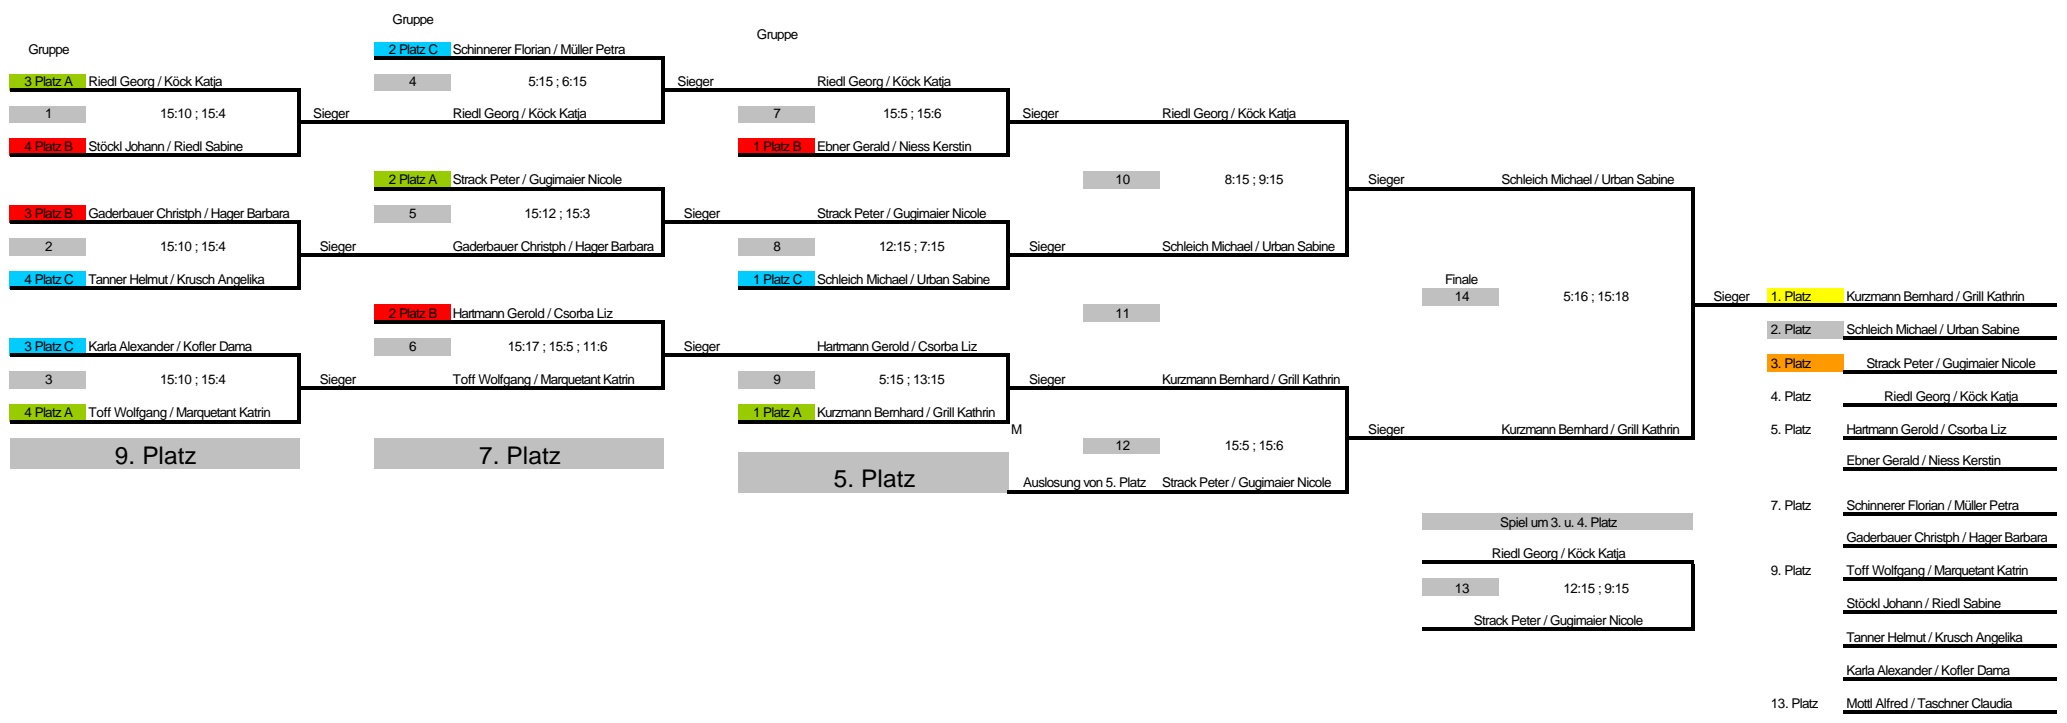 Gruppe
3 Platz A Riedl Georg / Köck Katja
1 15:10 ; 15:4 Sieger
4 Platz B Stöckl Johann / Riedl Sabine
3 Platz B Gaderbauer Christph / Hager Barbara
2 15:10 ; 15:4 Sieger
4 Platz C Tanner Helmut / Krusch Angelika
3 Platz C Karla Alexander / Kofler Dama
3 15:10 ; 15:4 Sieger
4 Platz A Toff Wolfgang / Marquetant Katrin
9. Platz
Gruppe
2 Platz C Schinnerer Florian / Müller Petra
4 5:15 ; 6:15 Sieger
Riedl Georg / Köck Katja
2 Platz A Strack Peter / Gugimaier Nicole
5 15:12 ; 15:3 Sieger
Gaderbauer Christph / Hager Barbara
2 Platz B Hartmann Gerold / Csorba Liz
6 15:17 ; 15:5 ; 11:6 Sieger
Toff Wolfgang / Marquetant Katrin
7. Platz
Gruppe
Riedl Georg / Köck Katja
7 15:5 ; 15:6 Sieger
1 Platz B Ebner Gerald / Niess Kerstin
Strack Peter / Gugimaier Nicole
8 12:15 ; 7:15 Sieger
1 Platz C Schleich Michael / Urban Sabine
Hartmann Gerold / Csorba Liz
9 5:15 ; 13:15 Sieger
1 Platz A Kurzmann Bernhard / Grill Kathrin
M
5. Platz
Riedl Georg / Köck Katja
10 8:15 ; 9:15 Sieger
Schleich Michael / Urban Sabine
11
Kurzmann Bernhard / Grill Kathrin
12 15:5 ; 15:6 Sieger
Auslosung von 5. Platz Strack Peter / Gugimaier Nicole
Schleich Michael / Urban Sabine
Finale
14 5:16 ; 15:18 Sieger
Kurzmann Bernhard / Grill Kathrin
Spiel um 3. u. 4. Platz
Riedl Georg / Köck Katja
13 12:15 ; 9:15
Strack Peter / Gugimaier Nicole
1. Platz Kurzmann Bernhard / Grill Kathrin
2. Platz Schleich Michael / Urban Sabine
3. Platz Strack Peter / Gugimaier Nicole
4. Platz Riedl Georg / Köck Katja
5. Platz Hartmann Gerold / Csorba Liz
Ebner Gerald / Niess Kerstin
7. Platz Schinnerer Florian / Müller Petra
Gaderbauer Christph / Hager Barbara
9. Platz Toff Wolfgang / Marquetant Katrin
Stöckl Johann / Riedl Sabine
Tanner Helmut / Krusch Angelika
Karla Alexander / Kofler Dama
13. Platz Mottl Alfred / Taschner Claudia